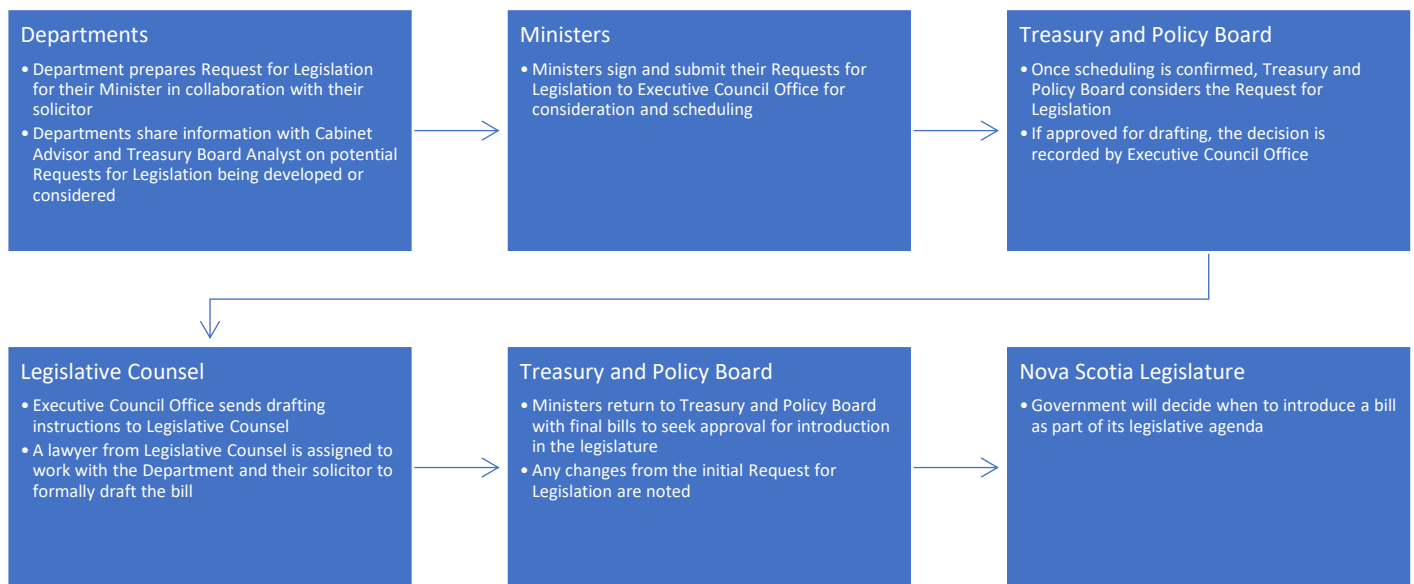 Departments
• Department prepares Request for Legislation
for their Minister in collaboration with their
solicitor
• Departments share information with Cabinet
Advisor and Treasury Board Analyst on potential
Requests for Legislation being developed or
considered
Ministers
• Ministers sign and submit their Requests for
Legislation to Executive Council Office for
consideration and scheduling
Treasury and Policy Board
• Once scheduling is confirmed, Treasury and
Policy Board considers the Request for
Legislation
• If approved for drafting, the decision is
recorded by Executive Council Office
Legislative Counsel
• Executive Council Office sends drafting
instructions to Legislative Counsel
• A lawyer from Legislative Counsel is assigned to
work with the Department and their solicitor to
formally draft the bill
Treasury and Policy Board
• Ministers return to Treasury and Policy Board
with final bills to seek approval for introduction
in the legislature
• Any changes from the initial Request for
Legislation are noted
Nova Scotia Legislature
• Government will decide when to introduce a bill
as part of its legislative agenda